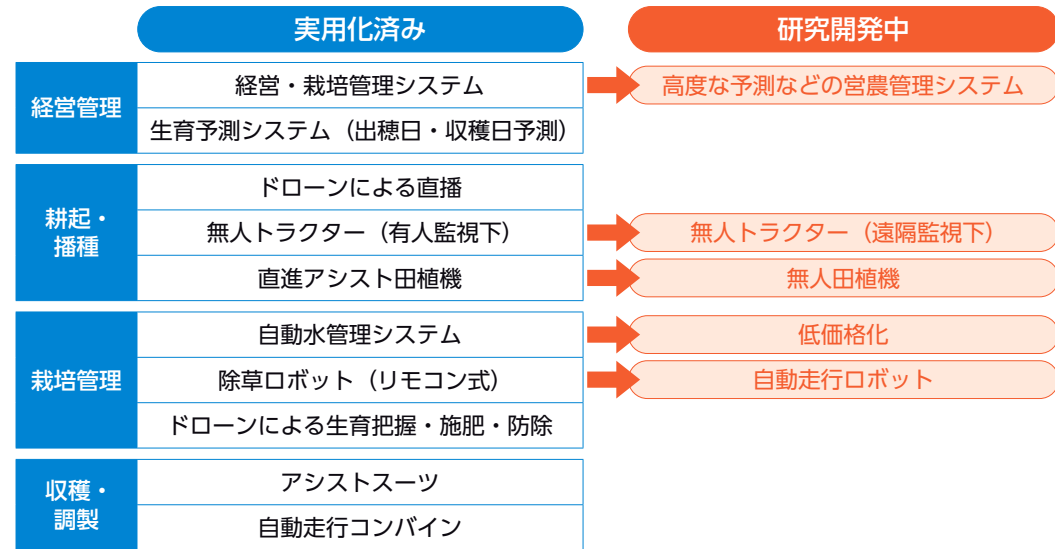 実用化済み
研究開発中
経営管理
経営・栽培管理システム
高度な予測などの営農管理システム
生育予測システム（出穂日・収穫日予測）
耕起・
播種
ドローンによる直播
無人トラクター（有人監視下）
無人トラクター（遠隔監視下）
直進アシスト田植機
無人田植機
栽培管理
自動水管理システム
低価格化
除草ロボット（リモコン式）
自動走行ロボット
ドローンによる生育把握・施肥・防除
収穫・
調製
アシストスーツ
自動走行コンバイン